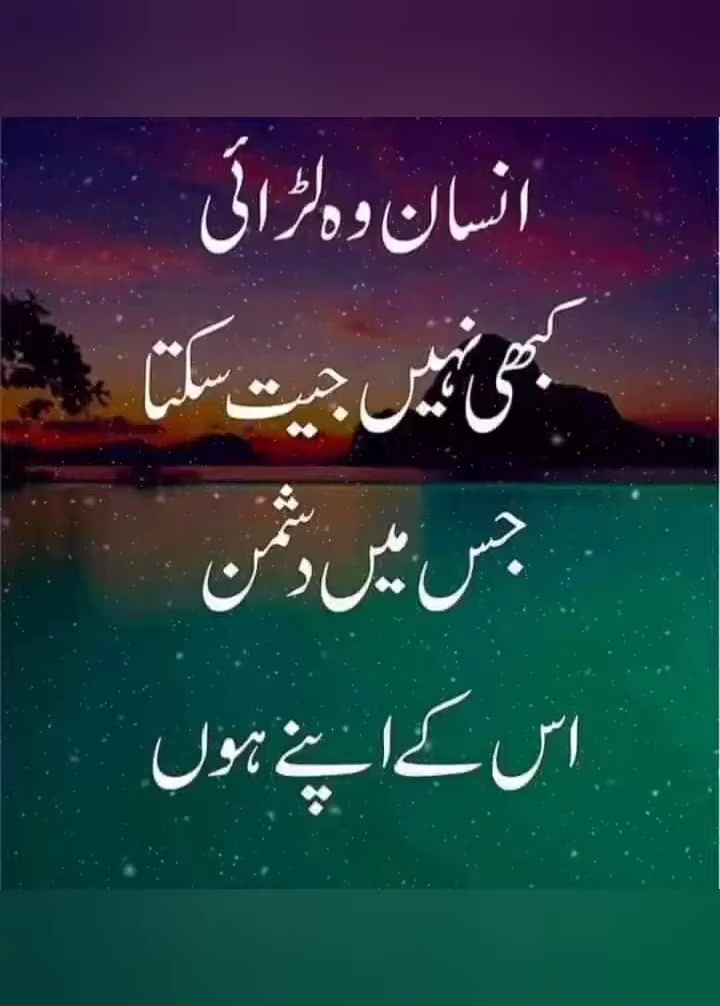 انسان وہ لڑائی
کبھی نہیں جیت سکتا
جس میں دشمن
اس کے اپنے ہوں